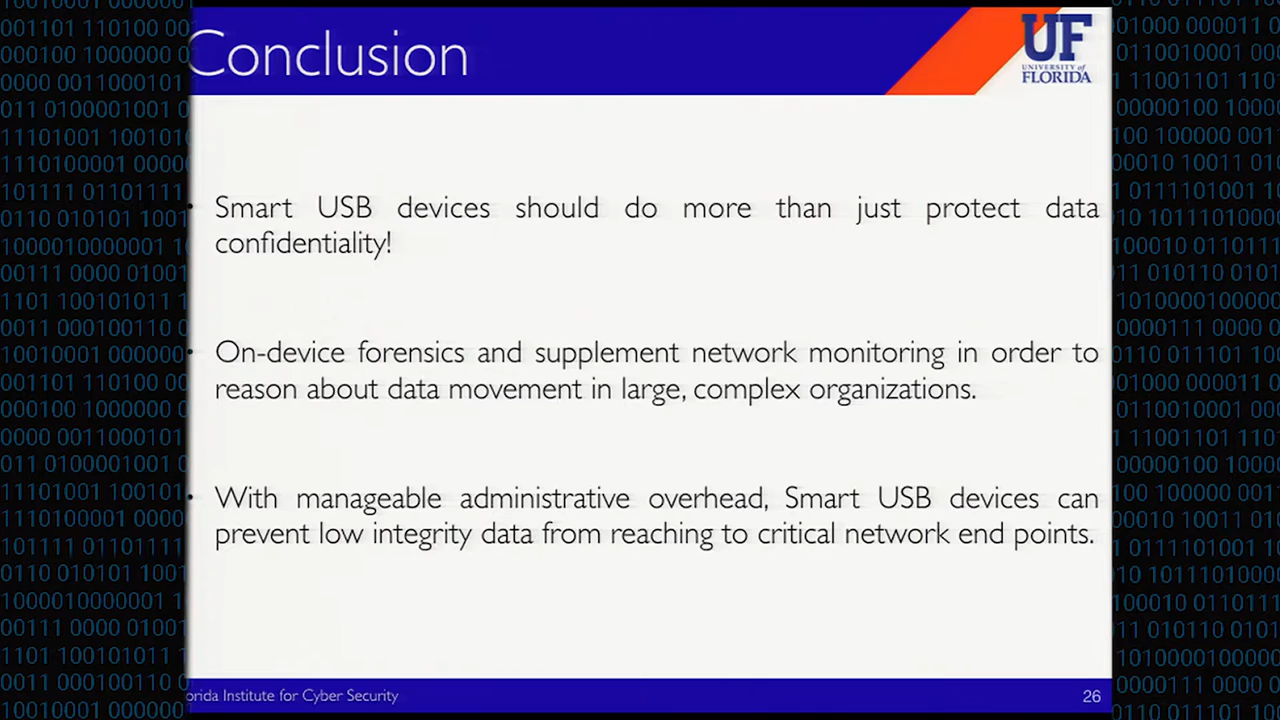 Conclusion
UF
UNIVERSITY of
FLORIDA
• Smart USB devices should do more than just protect data
confidentiality!
• On-device forensics and supplement network monitoring in order to
reason about data movement in large, complex organizations.
• With manageable administrative overhead, Smart USB devices can
prevent low integrity data from reaching to critical network end points.
orida Institute for Cyber Security
26